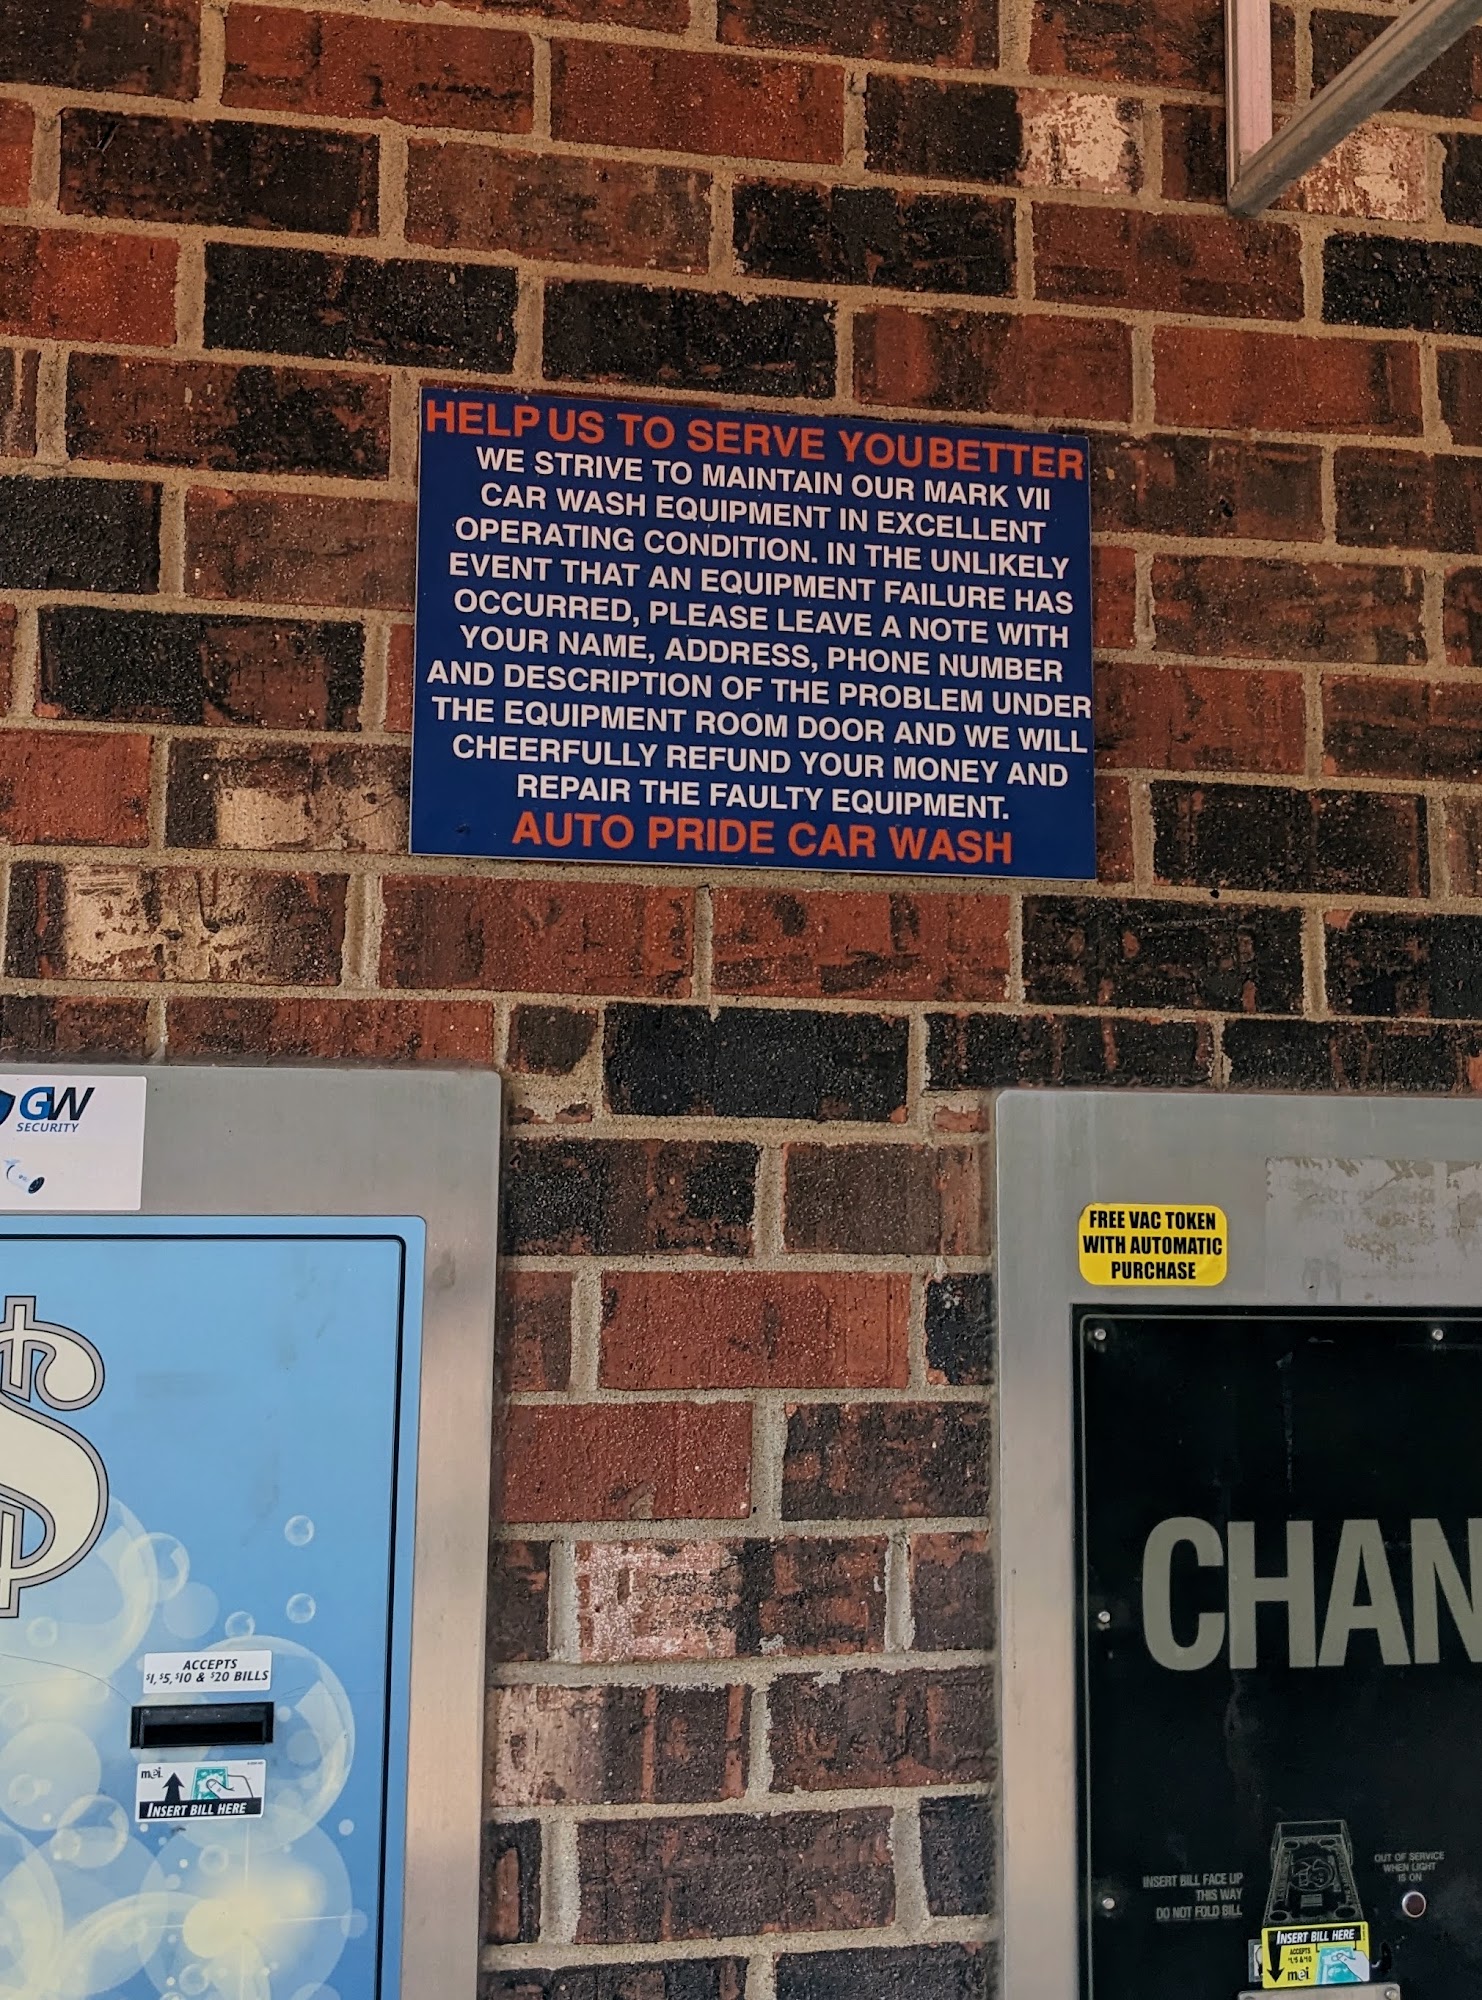 HELP US TO SERVE YOU BETTER
WE STRIVE TO MAINTAIN OUR MARK VII
CAR WASH EQUIPMENT IN EXCELLENT
OPERATING CONDITION. IN THE UNLIKELY
EVENT THAT AN EQUIPMENT FAILURE HAS
OCCURRED, PLEASE LEAVE A NOTE WITH
YOUR NAME, ADDRESS, PHONE NUMBER
AND DESCRIPTION OF THE PROBLEM UNDER
THE EQUIPMENT ROOM DOOR AND WE WILL
CHEERFULLY REFUND YOUR MONEY AND
REPAIR THE FAULTY EQUIPMENT.
AUTO PRIDE CAR WASH
GW
SECURITY
$
ACCEPTS
$1, $5, $10 & $20 BILLS
mei
INSERT BILL HERE
FREE VAC TOKEN
WITH AUTOMATIC
PURCHASE
CHAN
INSERT BILL FACE UP
THIS WAY
DO NOT FOLD BILL
OUT OF SERVICE
WHEN LIGHT
IS ON
INSERT BILL HERE
ACCEPTS
mei